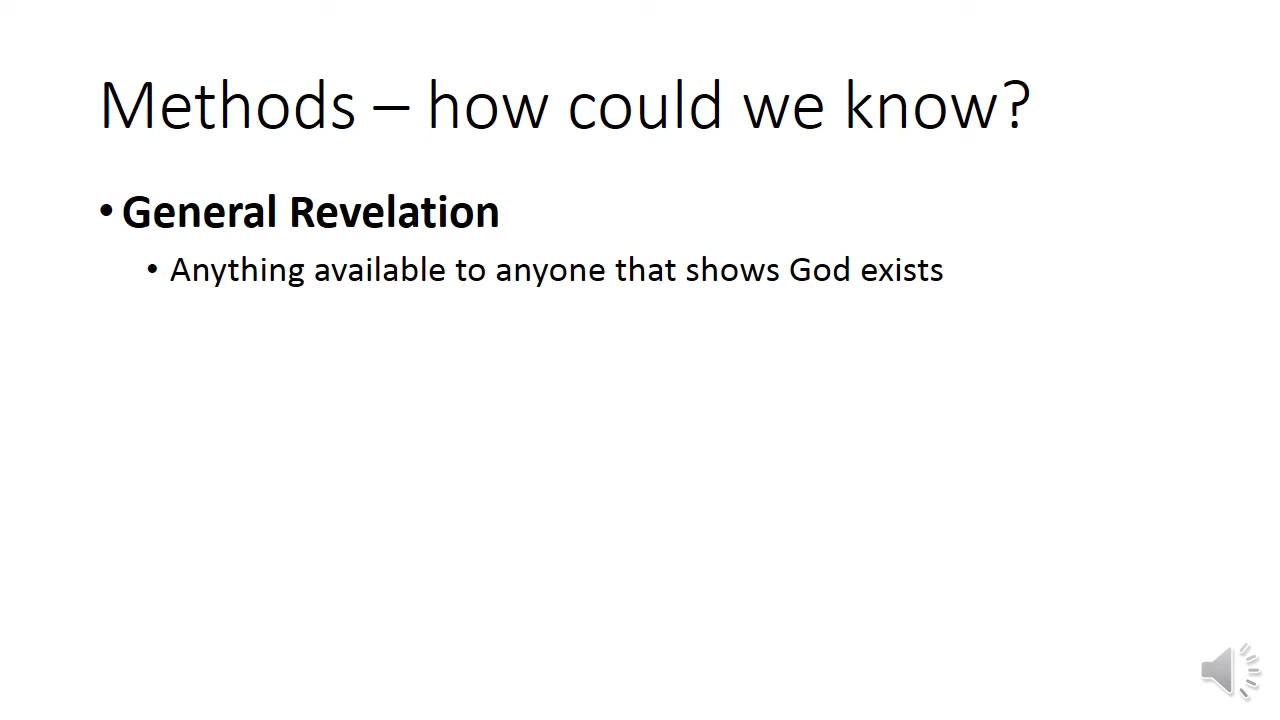 Methods – how could we know?
• General Revelation
• Anything available to anyone that shows God exists